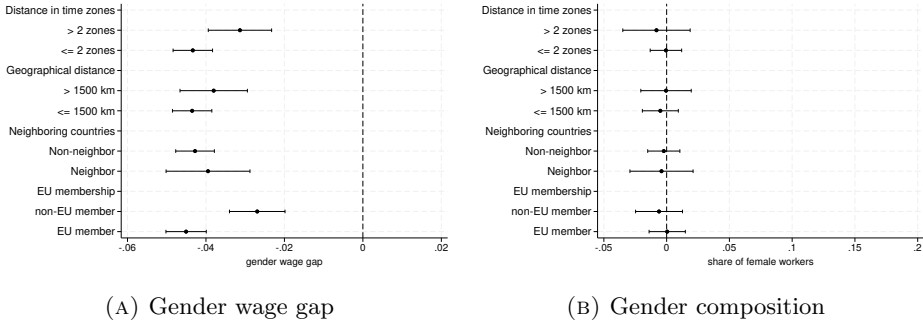 Distance in time zones
> 2 zones
<= 2 zones
Geographical distance
> 1500 km
<= 1500 km
Neighboring countries
Non-neighbor
Neighbor
EU membership
non-EU member
EU member
-.06 -.04 -.02 0 .02
gender wage gap
(A) Gender wage gap
Distance in time zones
> 2 zones
<= 2 zones
Geographical distance
> 1500 km
<= 1500 km
Neighboring countries
Non-neighbor
Neighbor
EU membership
non-EU member
EU member
-.05 0 .05 .1 .15 .2
share of female workers
(B) Gender composition